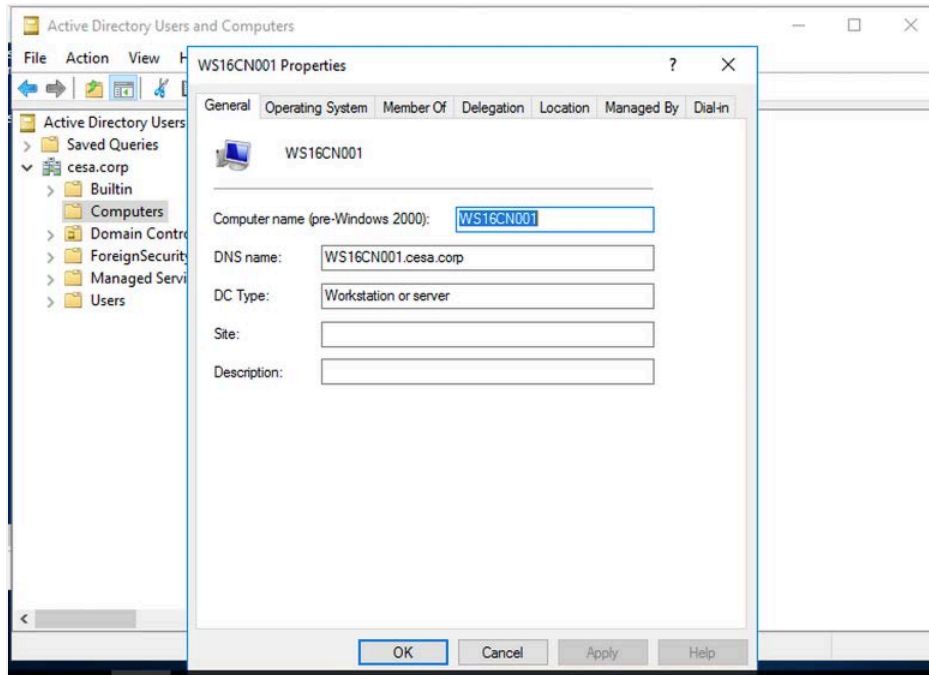 Active Directory Users and Computers
File Action View H
WS16CN001 Properties
?
General Operating System Member Of Delegation Location Managed By Dial-in
Active Directory Users
Saved Queries
cesa.corp
Builtin
Computers
Domain Contro
ForeignSecurity
Managed Servi
Users
WS16CN001
Computer name (pre-Windows 2000): WS16CN001
DNS name: WS16CN001.cesa.corp
DC Type: Workstation or server
Site:
Description:
OK Cancel Apply Help